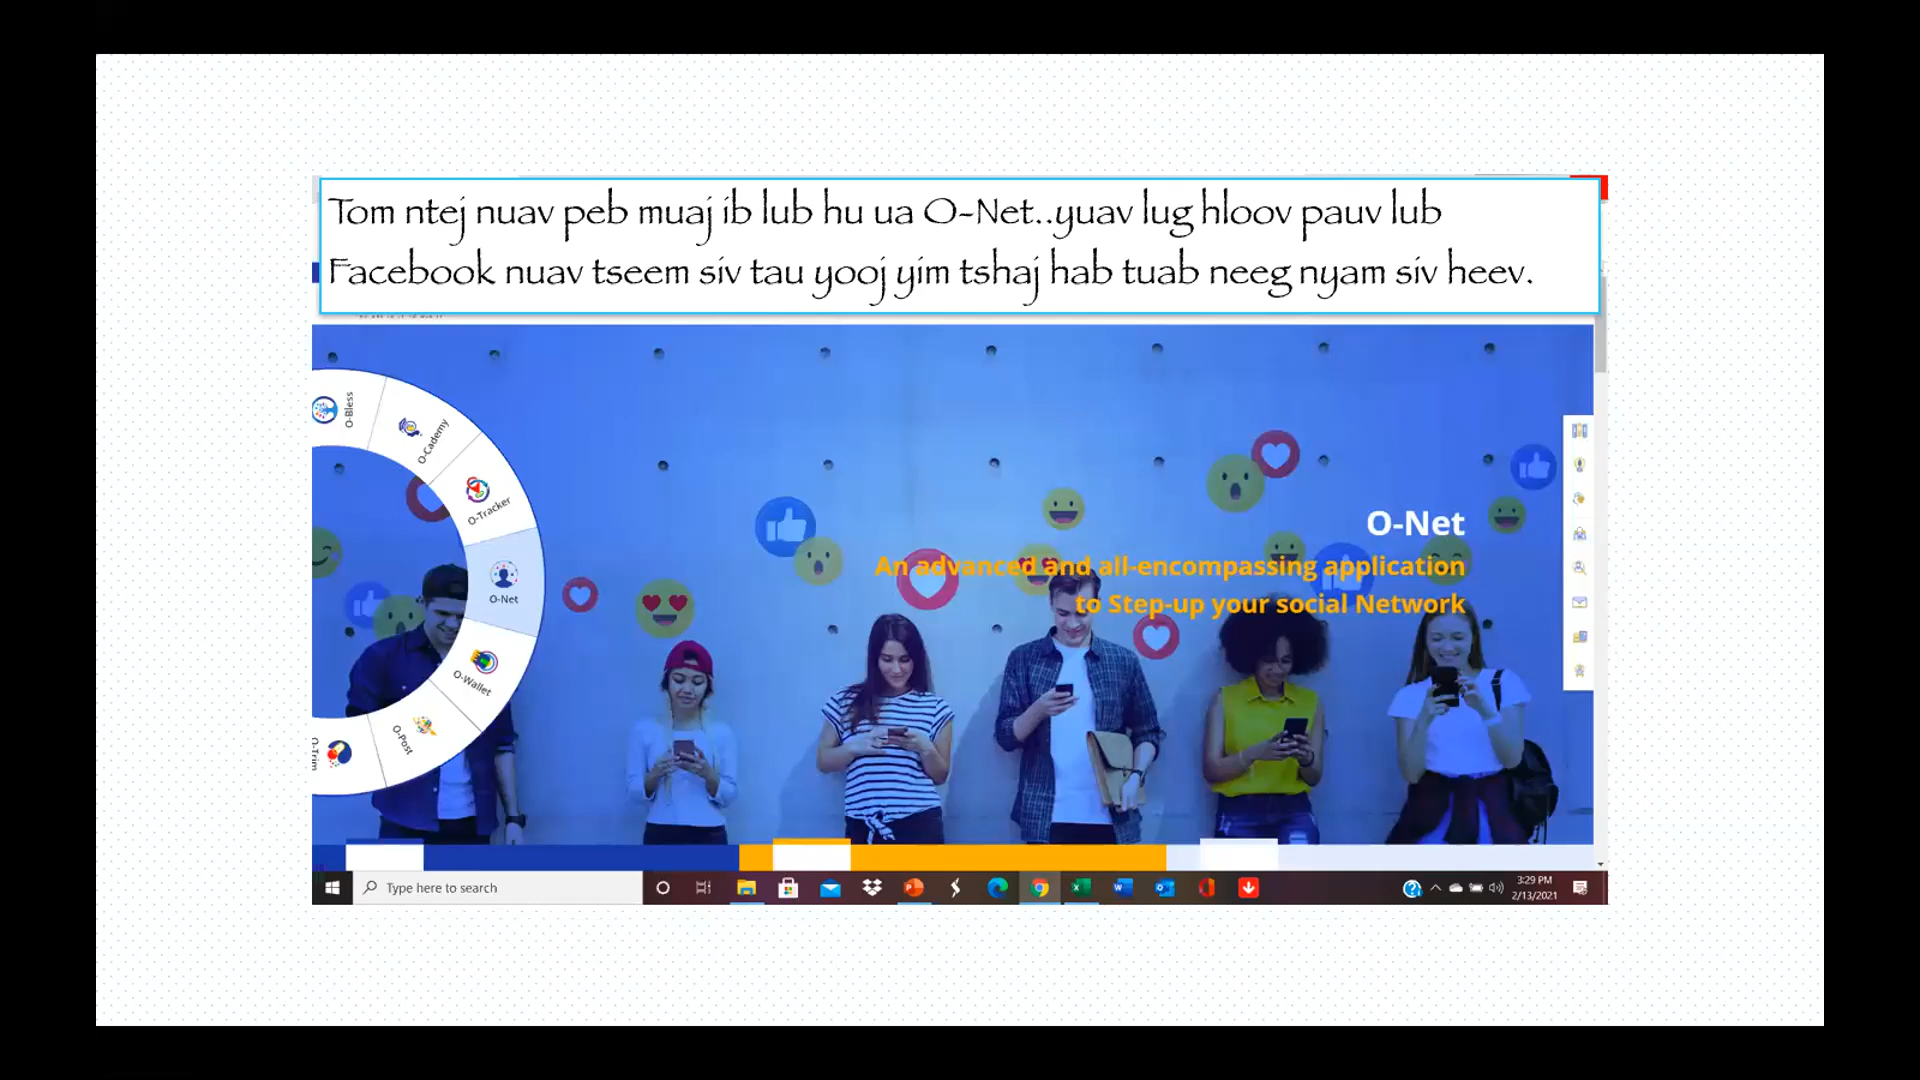 Tom ntej nuav peb muaj ib lub hu ua O-Net..yuav lug hloov pauv lub
Facebook nuav tseem siv tau yooj yim tshaj hab tuab neeg nyam siv heev.
O-Bless
O-Cademy
O-Tracker
O-Net
O-Wallet
O-Post
O-Trim
O-Net
An advanced and all-encompassing application
to Step-up your social Network
Type here to search
3:29 PM
2/13/2021